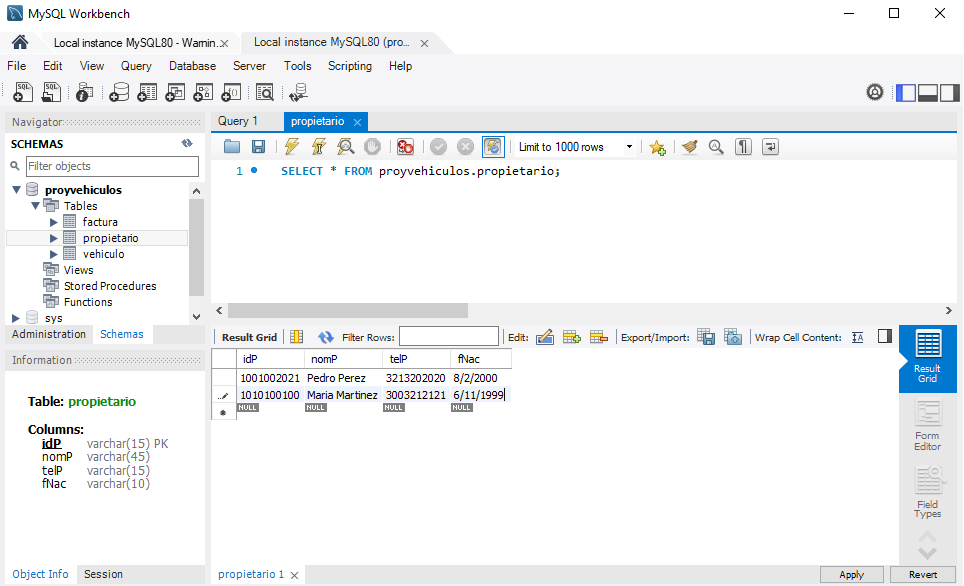 MySQL Workbench
Local instance MySQL80 - Warnin...
Local instance MySQL80 (pro...
File Edit View Query Database Server Tools Scripting Help
Navigator
SCHEMAS
Filter objects
proyvehiculos
Tables
factura
propietario
vehiculo
Views
Stored Procedures
Functions
sys
Administration Schemas
Information
Table: propietario
Columns:
idP varchar(15) PK
nomP varchar(45)
telP varchar(15)
fNac varchar(10)
Object Info Session
Query 1 propietario
Limit to 1000 rows
1 SELECT * FROM proyvehiculos.propietario;
Result Grid Filter Rows: Edit: Export/Import: Wrap Cell Content:
idP nomP telP fNac
1001002021 Pedro Perez 3213202020 8/2/2000
1010100100 Maria Martinez 3003212121 6/11/1999
NULL NULL NULL NULL
Result
Grid
Form
Editor
Field
Types
propietario 1
Apply Revert